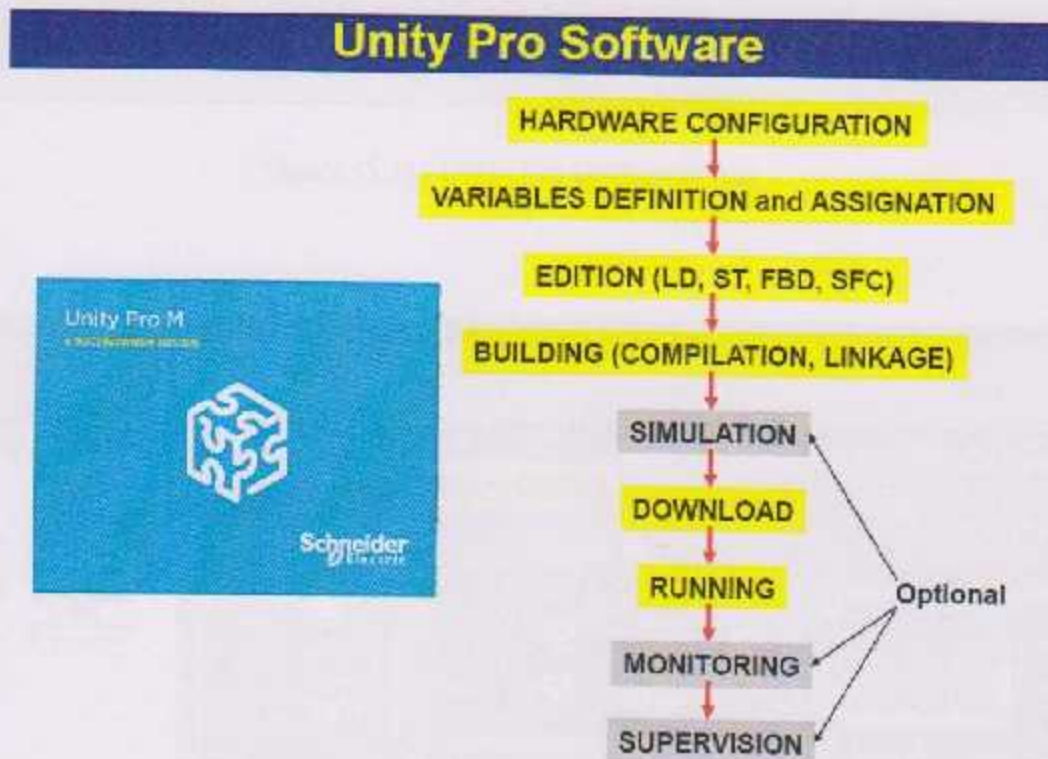 Unity Pro Software
HARDWARE CONFIGURATION
VARIABLES DEFINITION and ASSIGNATION
EDITION (LD, ST, FBD, SFC)
BUILDING (COMPILATION, LINKAGE)
Unity Pro M
SIMULATION
DOWNLOAD
Schneider
Electric
RUNNING
Optional
MONITORING
SUPERVISION